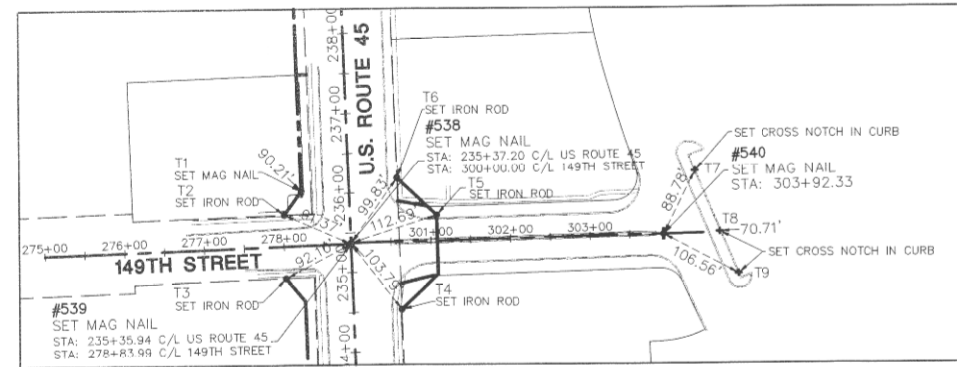 238+00
U.S. ROUTE 45
237+00
236+00
235+00
T6
SET IRON ROD
#538
SET MAG NAIL
STA: 235+37.20 C/L US ROUTE 45
STA: 300+00.00 C/L 149TH STREET
T5
SET IRON ROD
T1
SET MAG NAIL
T2
SET IRON ROD
90.21'
99.83'
112.69'
103.79'
SET CROSS NOTCH IN CURB
#540
SET MAG NAIL
STA: 303+92.33
T7
88.78'
T8
70.71'
SET CROSS NOTCH IN CURB
106.56'
T9
275+00
276+00
277+00
278+00
301+00
302+00
303+00
149TH STREET
T3
SET IRON ROD
T4
SET IRON ROD
#539
SET MAG NAIL
STA: 235+35.94 C/L US ROUTE 45
STA: 278+83.99 C/L 149TH STREET